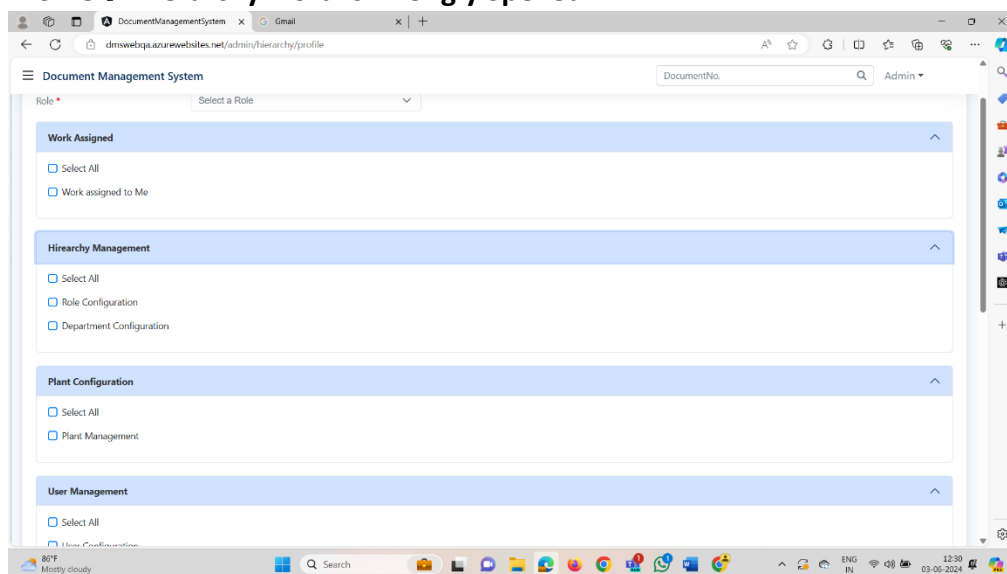 DocumentManagementSystem
Gmail
dmswebqa.azurewebsites.net/admin/hierarchy/profile
Document Management System
DocumentNo.
Admin
Role *
Select a Role
Work Assigned
Select All
Work assigned to Me
Hirearchy Management
Select All
Role Configuration
Department Configuration
Plant Configuration
Select All
Plant Management
User Management
Select All
User Configuration
86°F
Mostly cloudy
Search
ENG
IN
12:30
03-06-2024